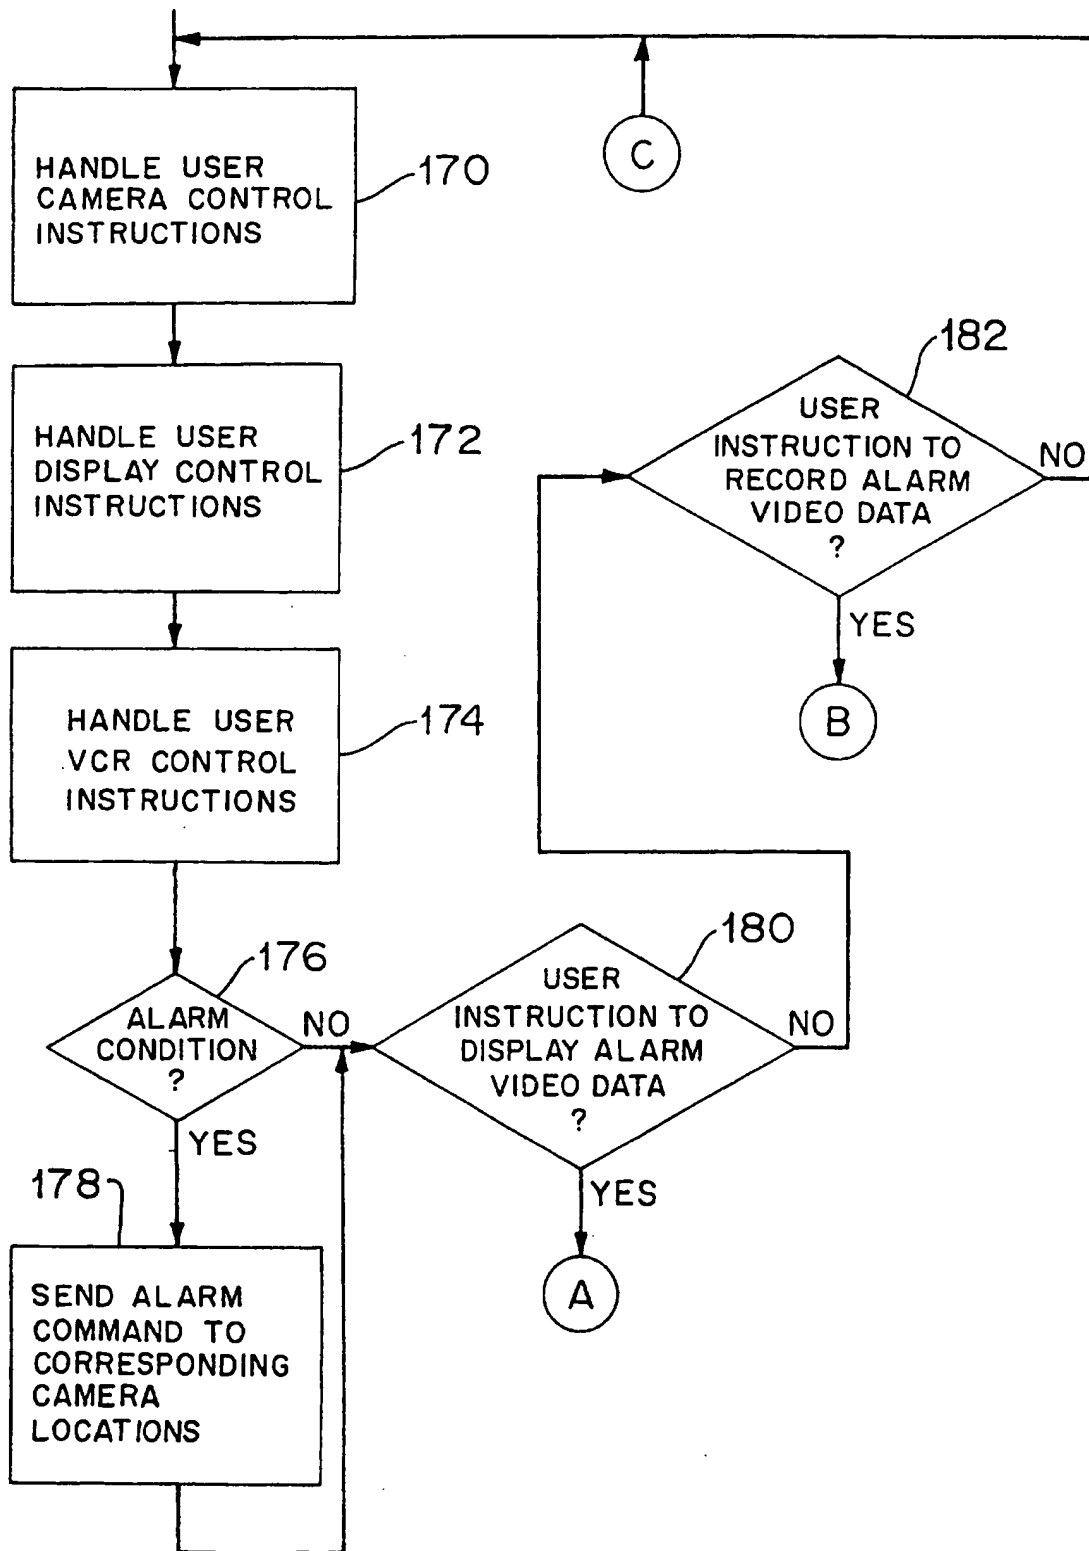 C
HANDLE USER
CAMERA CONTROL
INSTRUCTIONS
170
HANDLE USER
DISPLAY CONTROL
INSTRUCTIONS
172
182
USER
INSTRUCTION TO
RECORD ALARM
VIDEO DATA
?
NO
YES
B
HANDLE USER
VCR CONTROL
INSTRUCTIONS
174
176
ALARM
CONDITION
?
NO
YES
180
USER
INSTRUCTION TO
DISPLAY ALARM
VIDEO DATA
?
NO
YES
A
178
SEND ALARM
COMMAND TO
CORRESPONDING
CAMERA
LOCATIONS